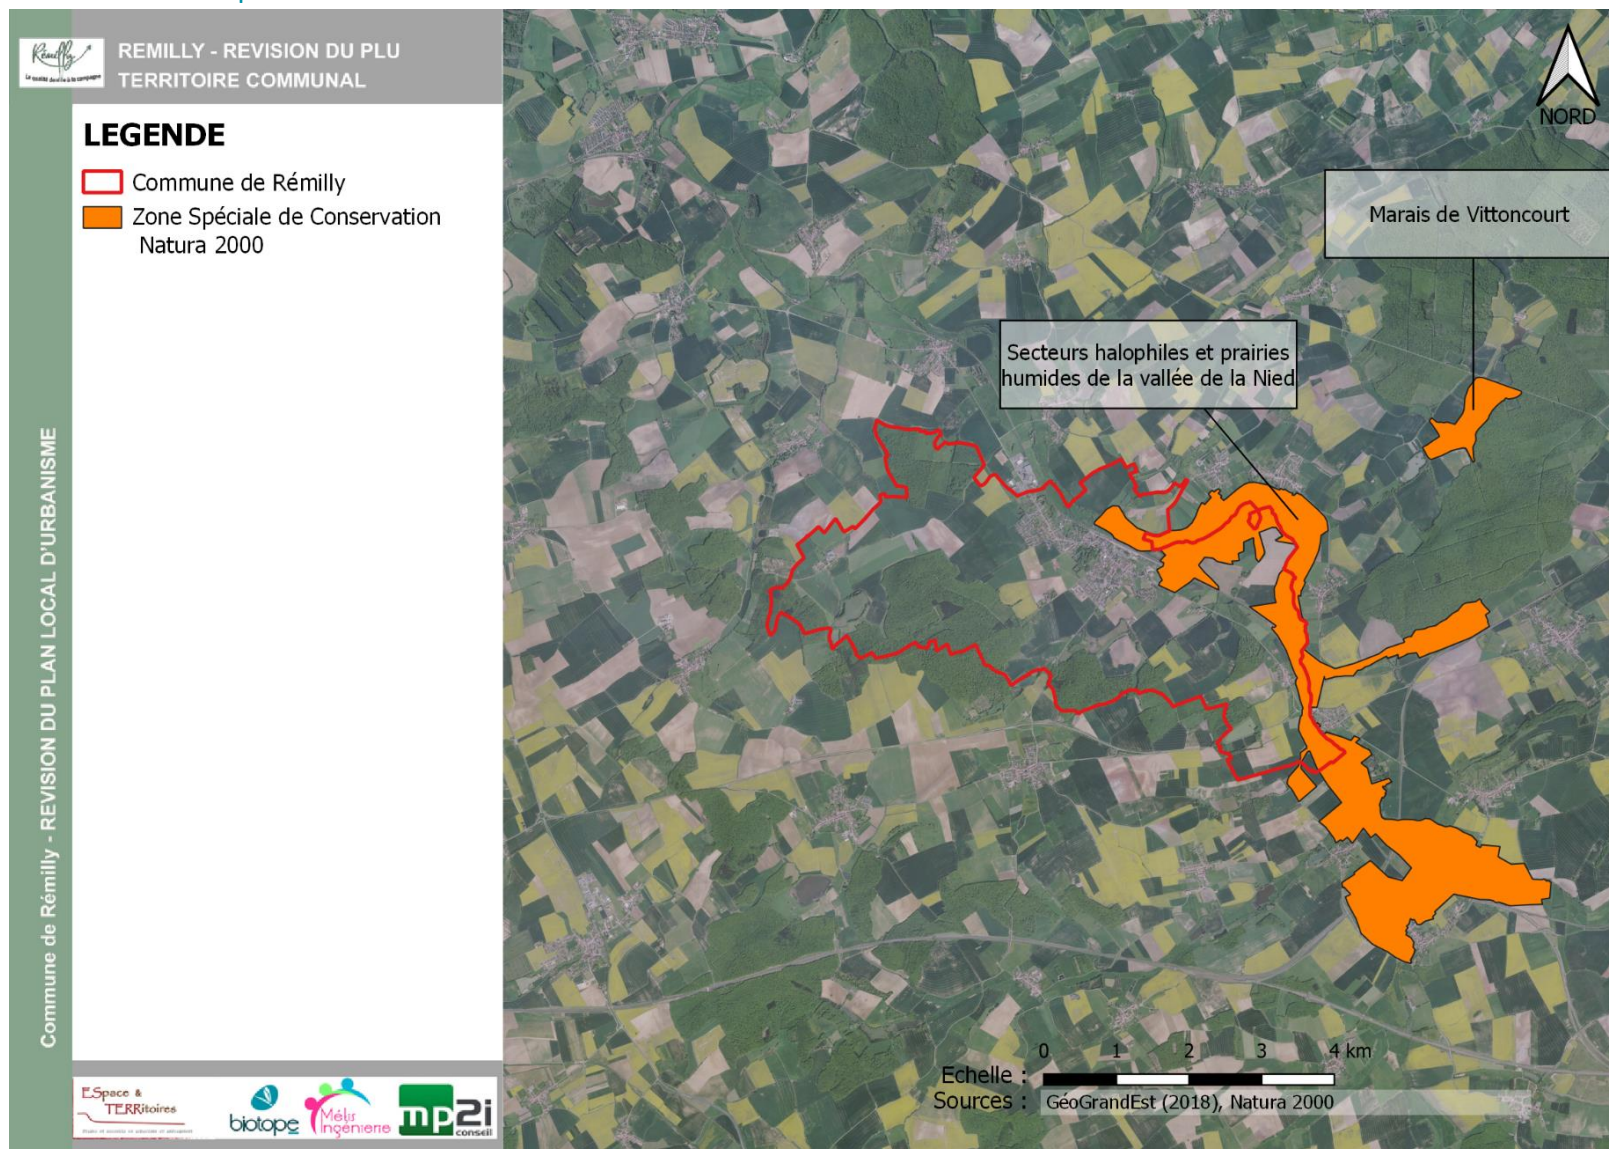 Rémilly
REMILLY - REVISION DU PLU
TERRITOIRE COMMUNAL
LEGENDE
Commune de Rémilly
Zone Spéciale de Conservation
Natura 2000
Commune de Rémilly - REVISION DU PLAN LOCAL D'URBANISME
NORD
Marais de Vittoncourt
Secteurs halophiles et prairies
humides de la vallée de la Nied
0 1 2 3 4 km
Echelle :
Sources : GéoGrandEst (2018), Natura 2000
ESpace &
TERRitoires
biotope
Mélis
Ingénierie
mp2i
conseil